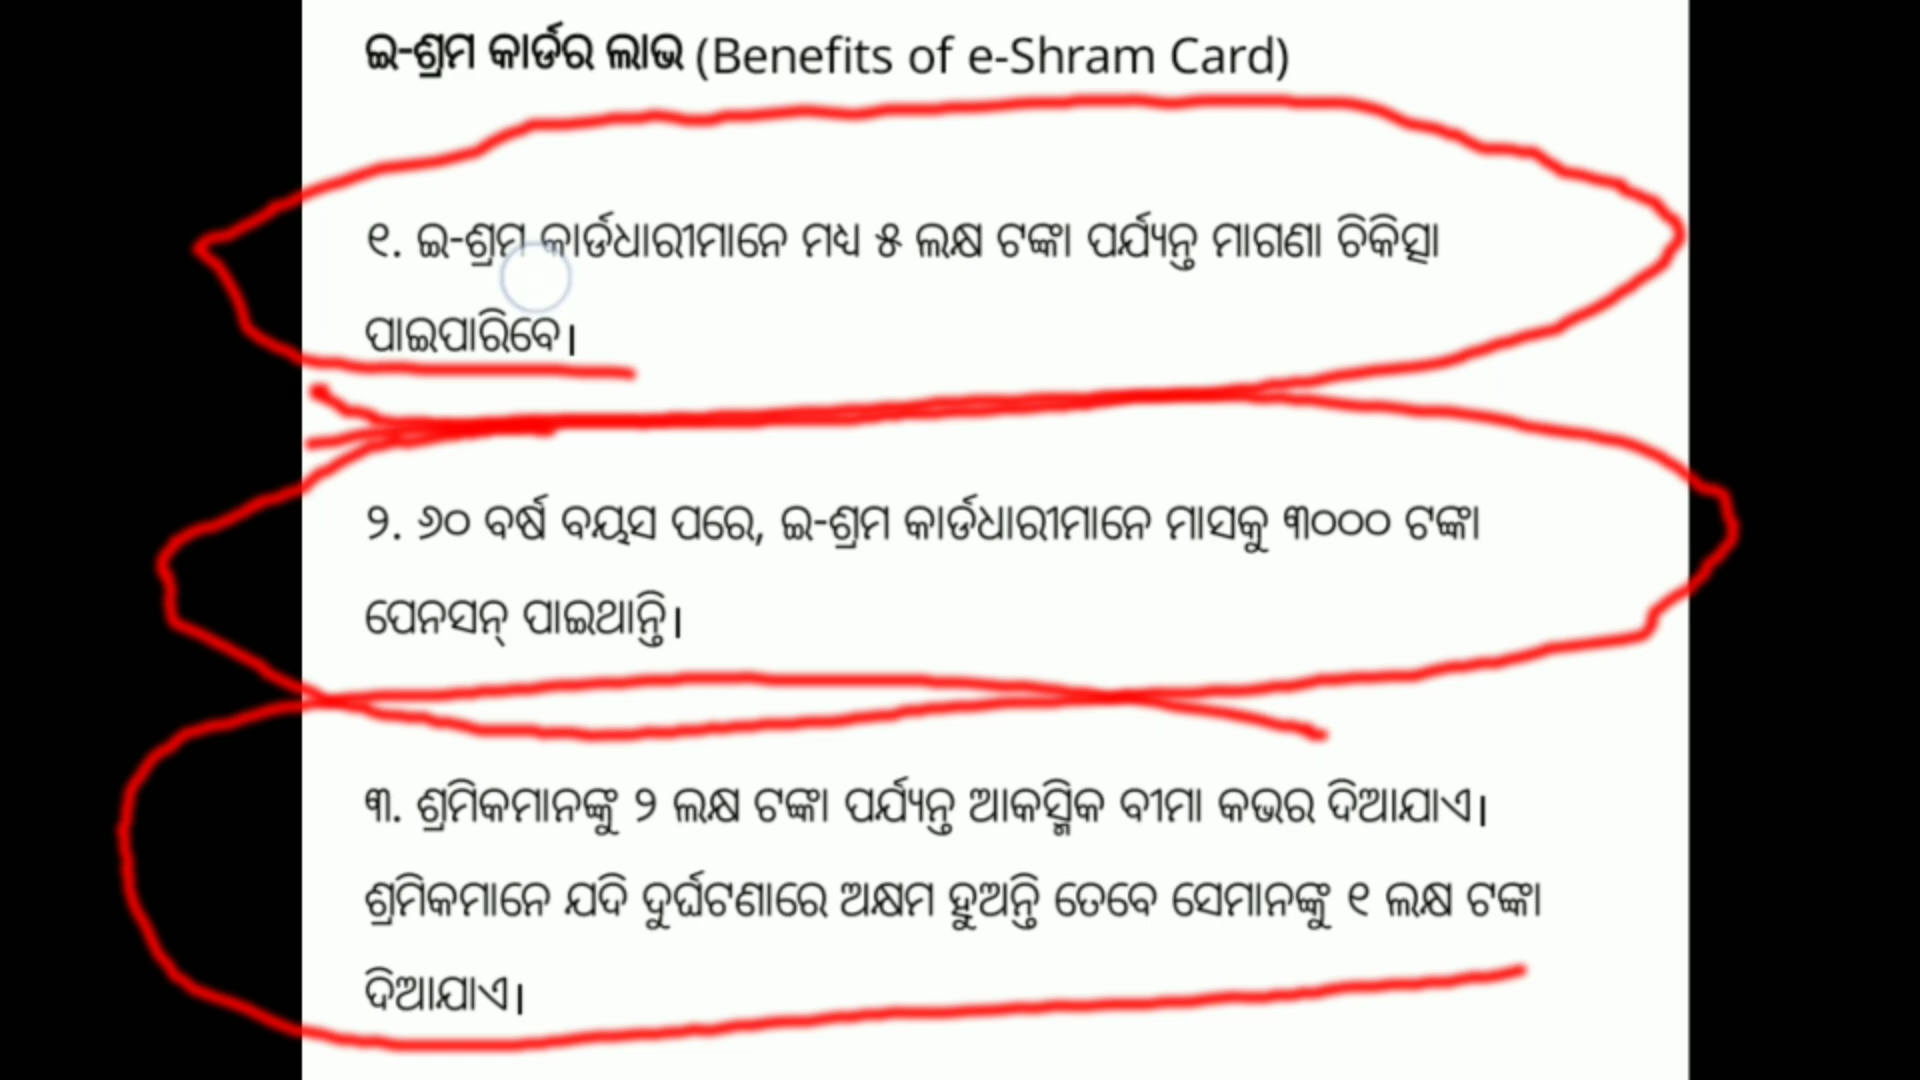 ଇ-ଶ୍ରମ କାର୍ଡର ଲାଭ (Benefits of e-Shram Card)
୧. ଇ-ଶ୍ରମ କାର୍ଡଧାରୀମାନେ ମଧ୍ୟ ୫ ଲକ୍ଷ ଟଙ୍କା ପର୍ଯ୍ୟନ୍ତ ମାଗଣା ଚିକିତ୍ସା
ପାଇପାରିବେ।
୨. ୬୦ ବର୍ଷ ବୟସ ପରେ, ଇ-ଶ୍ରମ କାର୍ଡଧାରୀମାନେ ମାସକୁ ୩୦୦୦ ଟଙ୍କା
ପେନସନ୍ ପାଇଥାନ୍ତି।
୩. ଶ୍ରମିକମାନଙ୍କୁ ୨ ଲକ୍ଷ ଟଙ୍କା ପର୍ଯ୍ୟନ୍ତ ଆକସ୍ମିକ ବୀମା କଭର ଦିଆଯାଏ।
ଶ୍ରମିକମାନେ ଯଦି ଦୁର୍ଘଟଣାରେ ଅକ୍ଷମ ହୁଅନ୍ତି ତେବେ ସେମାନଙ୍କୁ ୧ ଲକ୍ଷ ଟଙ୍କା
ଦିଆଯାଏ।